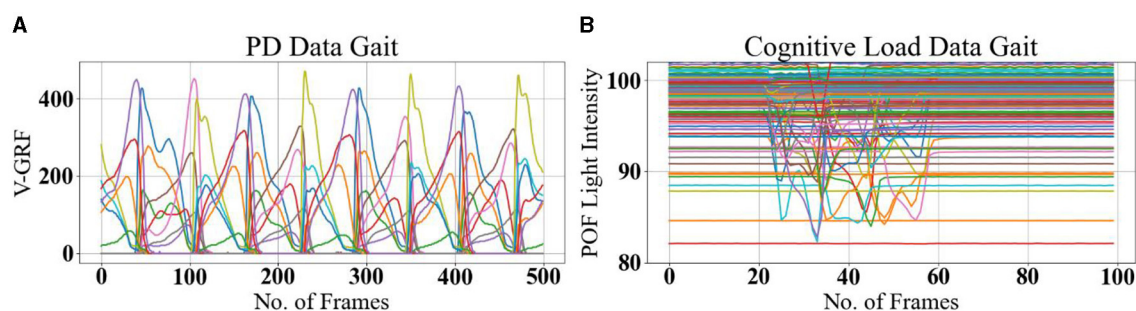 A
PD Data Gait
V-GRF
400
200
0
0 100 200 300 400 500
No. of Frames
B
Cognitive Load Data Gait
POF Light Intensity
100
90
80
0 20 40 60 80 100
No. of Frames